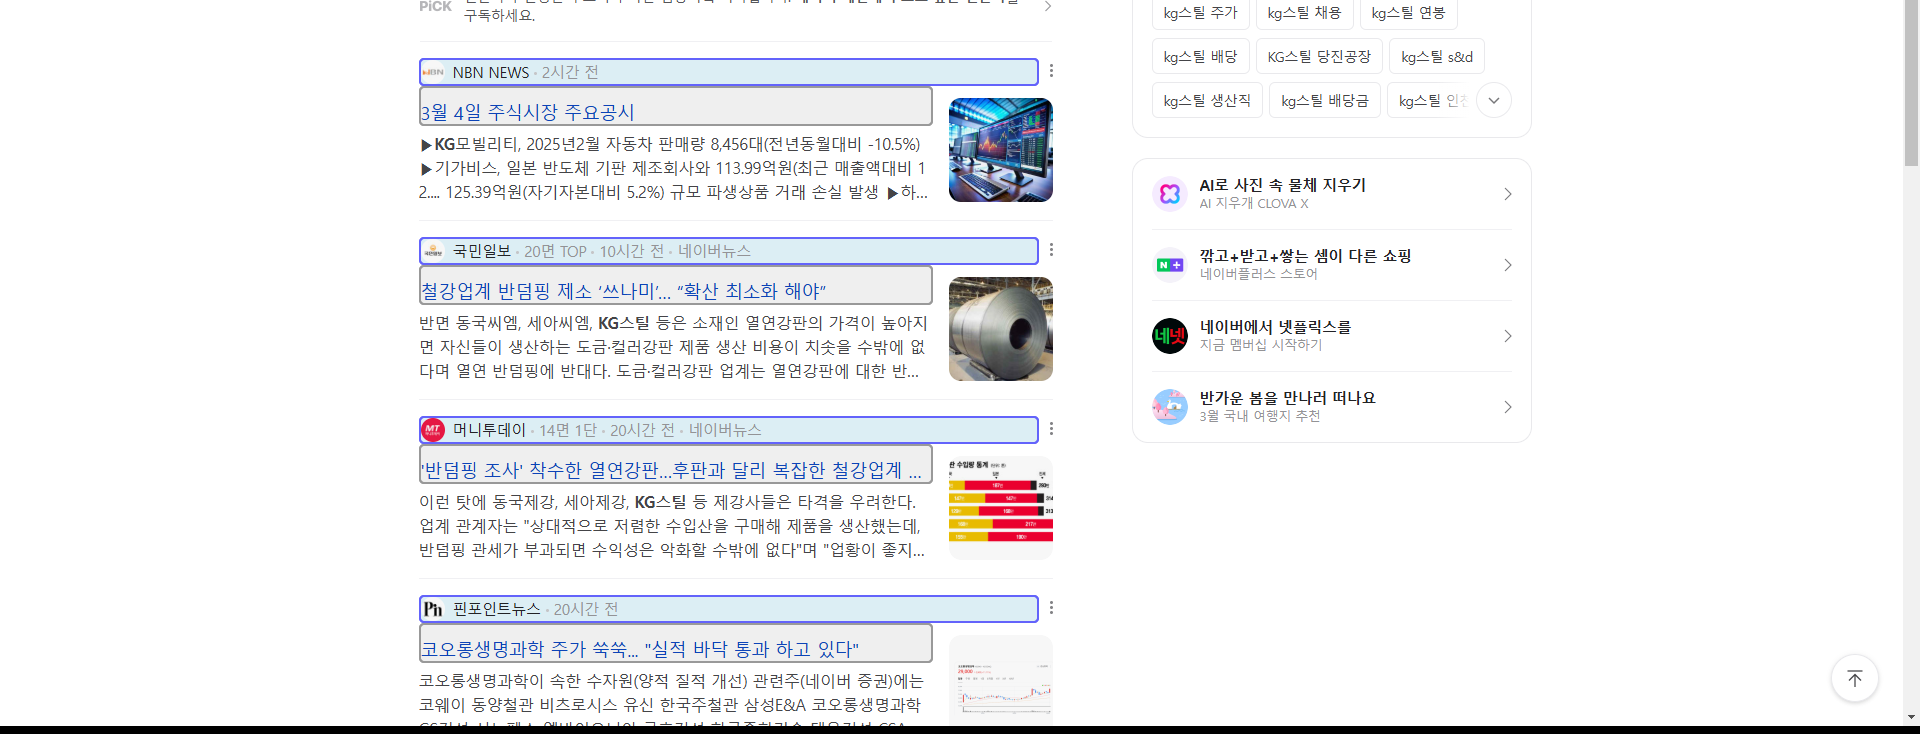 PiCK
구독하세요.
NBN NEWS · 2시간 전
3월 4일 주식시장 주요공시
▶KG모빌리티, 2025년2월 자동차 판매량 8,456대(전년동월대비 -10.5%)
▶기가비스, 일본 반도체 기판 제조회사와 113.99억원(최근 매출액대비 1
2.... 125.39억원(자기자본대비 5.2%) 규모 파생상품 거래 손실 발생 ▶하...
국민일보 · 20면 TOP · 10시간 전 · 네이버뉴스
철강업계 반덤핑 제소 ‘쓰나미’… “확산 최소화 해야”
반면 동국씨엠, 세아씨엠, KG스틸 등은 소재인 열연강판의 가격이 높아지
면 자신들이 생산하는 도금·컬러강판 제품 생산 비용이 치솟을 수밖에 없
다며 열연 반덤핑에 반대다. 도금·컬러강판 업계는 열연강판에 대한 반...
MT
머니투데이 · 14면 1단 · 20시간 전 · 네이버뉴스
'반덤핑 조사' 착수한 열연강판…후판과 달리 복잡한 철강업계 ...
이런 탓에 동국제강, 세아제강, KG스틸 등 제강사들은 타격을 우려한다.
업계 관계자는 "상대적으로 저렴한 수입산을 구매해 제품을 생산했는데,
반덤핑 관세가 부과되면 수익성은 악화할 수밖에 없다"며 "업황이 좋지...
핀포인트뉴스 · 20시간 전
코오롱생명과학 주가 쑥쑥... "실적 바닥 통과 하고 있다"
코오롱생명과학이 속한 수자원(양적 질적 개선) 관련주(네이버 증권)에는
코웨이 동양철관 비츠로시스 유신 한국주철관 삼성E&A 코오롱생명과학
kg스틸 주가 kg스틸 채용 kg스틸 연봉
kg스틸 배당 KG스틸 당진공장 kg스틸 s&d
kg스틸 생산직 kg스틸 배당금 kg스틸 인천
AI로 사진 속 물체 지우기
AI 지우개 CLOVA X
깎고+받고+쌓는 셈이 다른 쇼핑
네이버플러스 스토어
네넷
네이버에서 넷플릭스를
지금 멤버십 시작하기
반가운 봄을 만나러 떠나요
3월 국내 여행지 추천